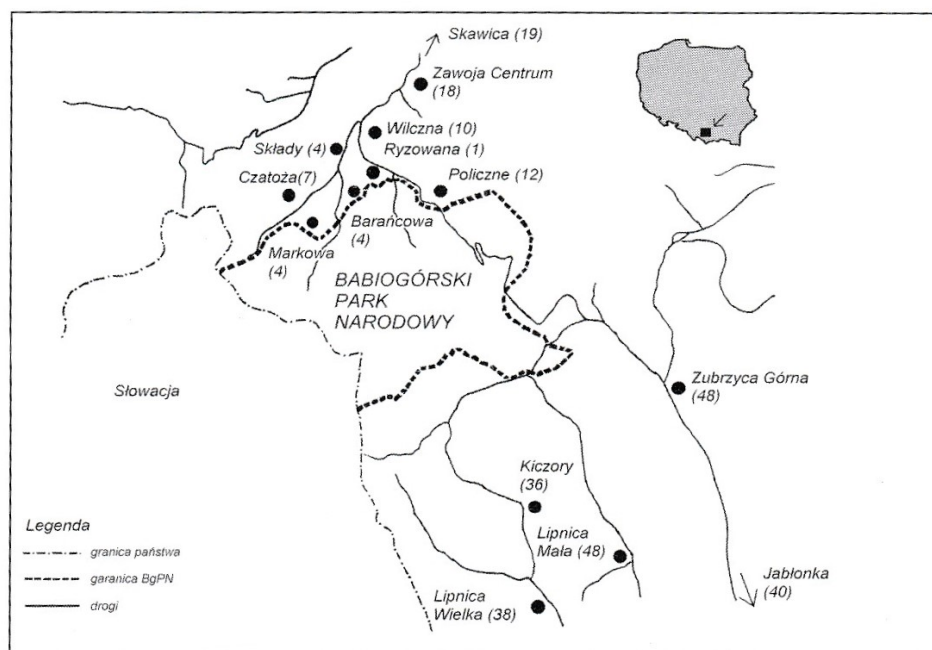 Skawica (19)
Zawoja Centrum
(18)
Wilczna (10)
Ryzowana (1)
Składy (4)
Czatoża(7)
Policzne (12)
Barańcowa
(4)
Markowa
(4)
BABIOGÓRSKI
PARK
NARODOWY
Słowacja
Zubrzyca Górna
(48)
Kiczory
(36)
Lipnica
Mała (48)
Lipnica
Wielka (38)
Jabłonka
(40)
Legenda
granica państwa
garanica BgPN
drogi